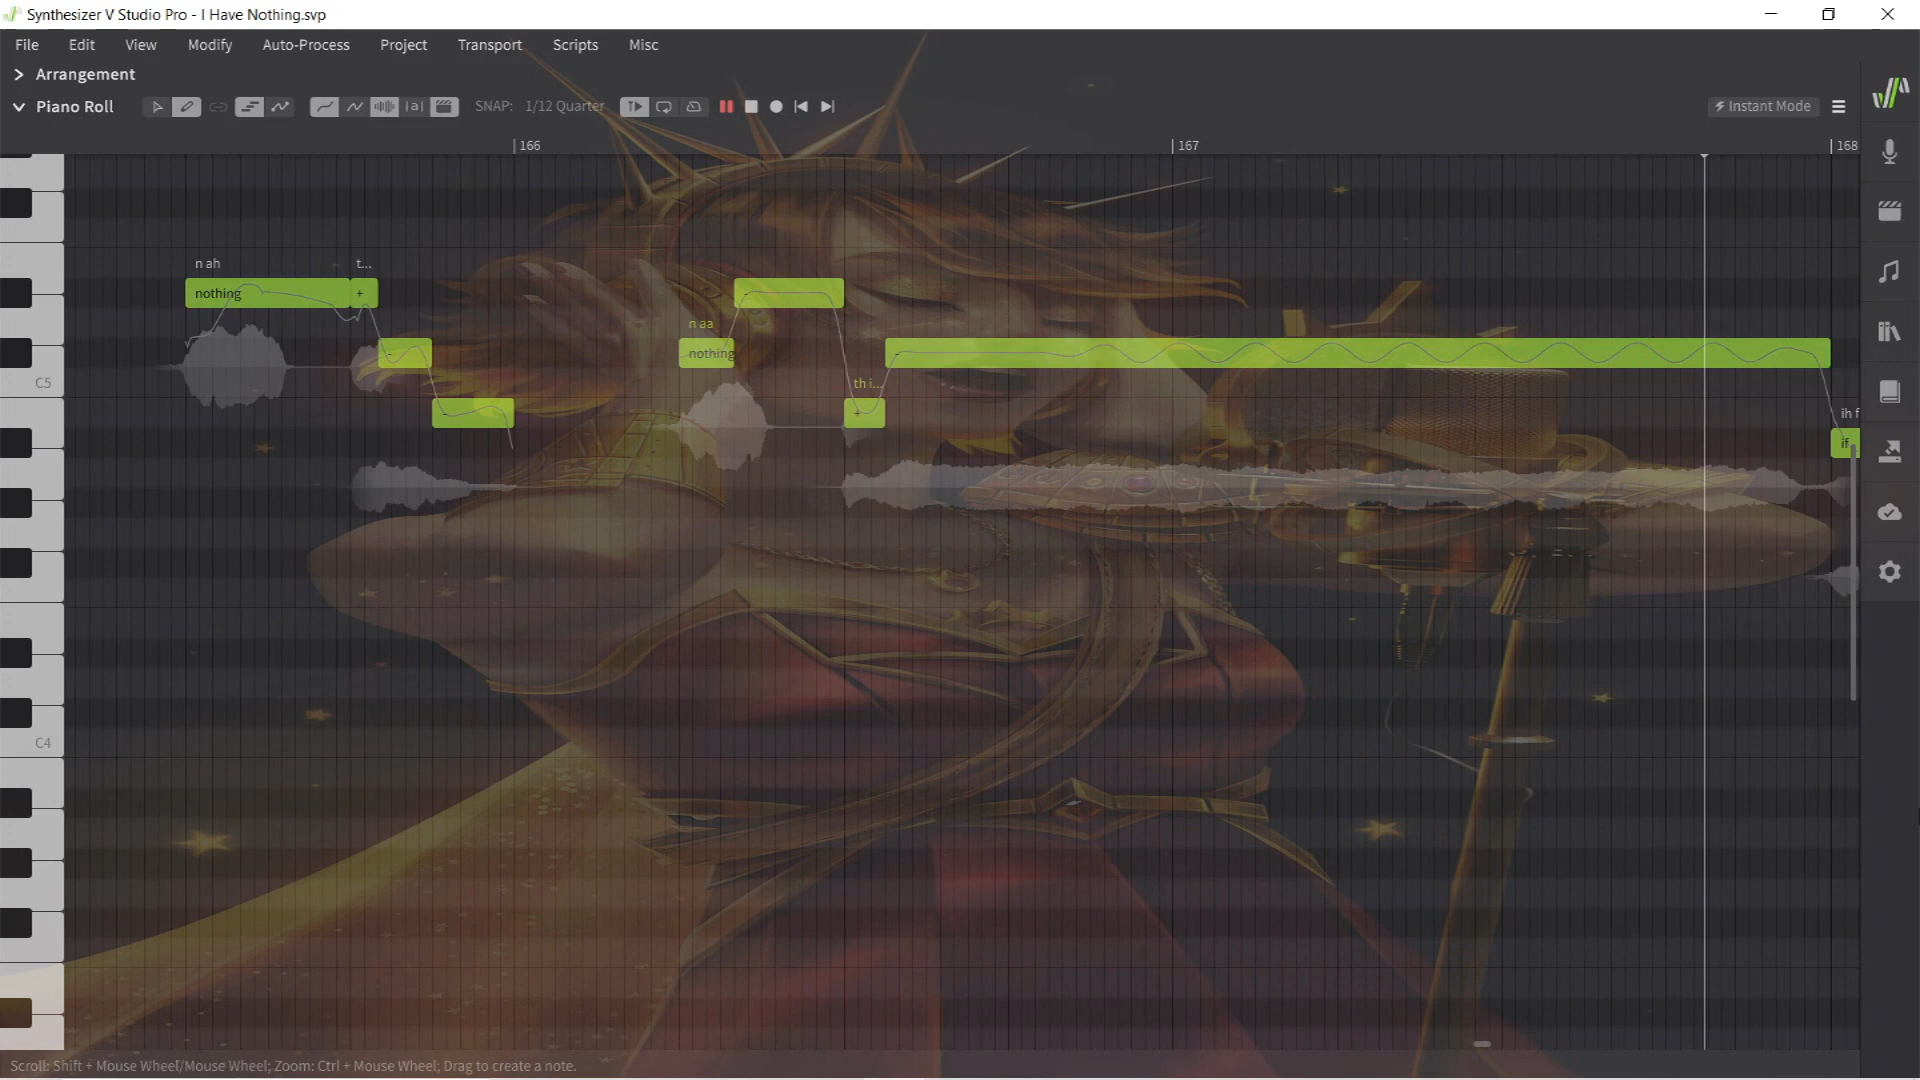 Synthesizer V Studio Pro - I Have Nothing.svp
File Edit View Modify Auto-Process Project Transport Scripts Misc
Arrangement
Piano Roll |a| SNAP: 1/12 Quarter Instant Mode
166 167 168
n ah t...
nothing +
-
-
n aa
nothing
-
th i...
+
-
ih f
if
C5
C4
Scroll: Shift + Mouse Wheel/Mouse Wheel; Zoom: Ctrl + Mouse Wheel; Drag to create a note.